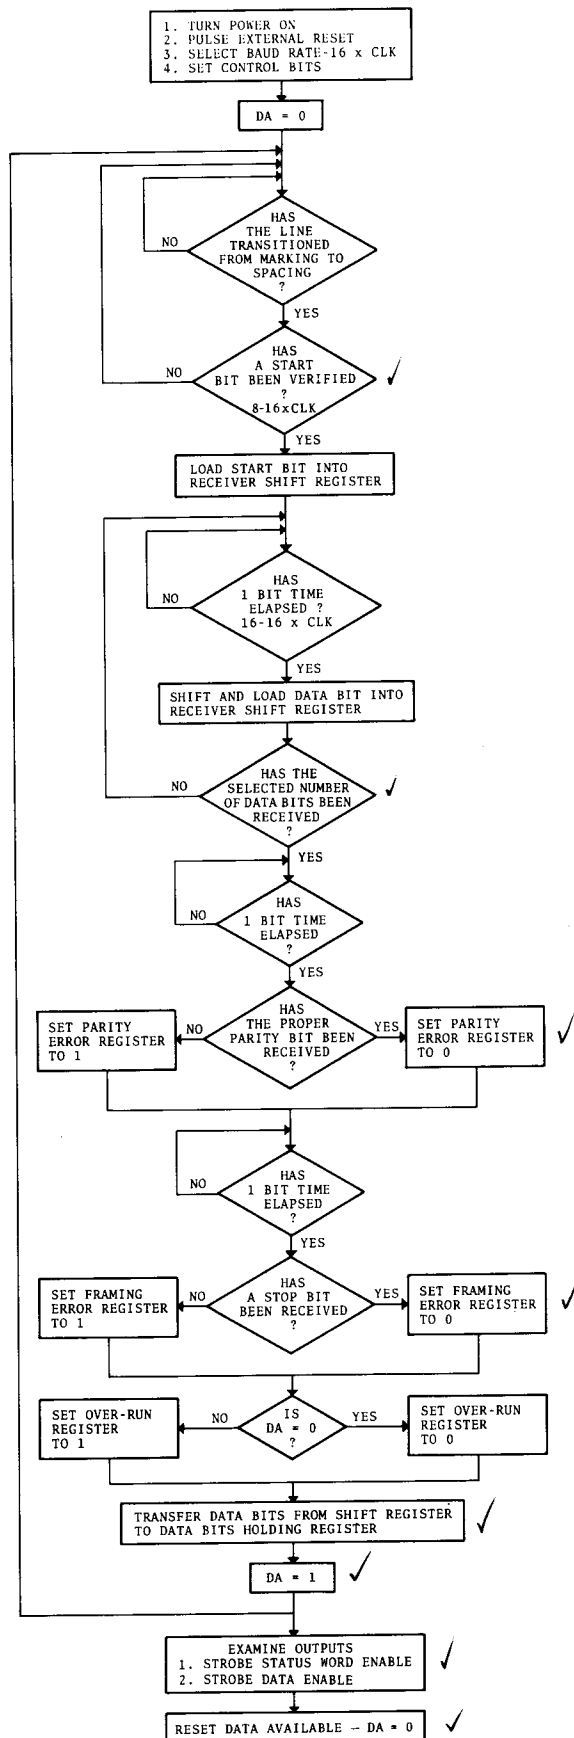 1. TURN POWER ON
2. PULSE EXTERNAL RESET
3. SELECT BAUD RATE-16 x CLK
4. SET CONTROL BITS
DA = 0
HAS
THE LINE
TRANSITIONED
FROM MARKING TO
SPACING
?
NO
YES
HAS
A START
BIT BEEN VERIFIED
?
8-16xCLK
NO
YES
LOAD START BIT INTO
RECEIVER SHIFT REGISTER
HAS
1 BIT TIME
ELAPSED ?
16-16 x CLK
NO
YES
SHIFT AND LOAD DATA BIT INTO
RECEIVER SHIFT REGISTER
HAS THE
SELECTED NUMBER
OF DATA BITS BEEN
RECEIVED
?
NO
YES
HAS
1 BIT TIME
ELAPSED
?
NO
YES
HAS
THE PROPER
PARITY BIT BEEN
RECEIVED
?
NO
YES
SET PARITY
ERROR REGISTER
TO 1
SET PARITY
ERROR REGISTER
TO 0
HAS
1 BIT TIME
ELAPSED
?
NO
YES
HAS
A STOP BIT
BEEN RECEIVED
?
NO
YES
SET FRAMING
ERROR REGISTER
TO 1
SET FRAMING
ERROR REGISTER
TO 0
IS
DA = 0
?
NO
YES
SET OVER-RUN
REGISTER
TO 1
SET OVER-RUN
REGISTER
TO 0
TRANSFER DATA BITS FROM SHIFT REGISTER
TO DATA BITS HOLDING REGISTER
DA = 1
EXAMINE OUTPUTS
1. STROBE STATUS WORD ENABLE
2. STROBE DATA ENABLE
RESET DATA AVAILABLE — DA = 0